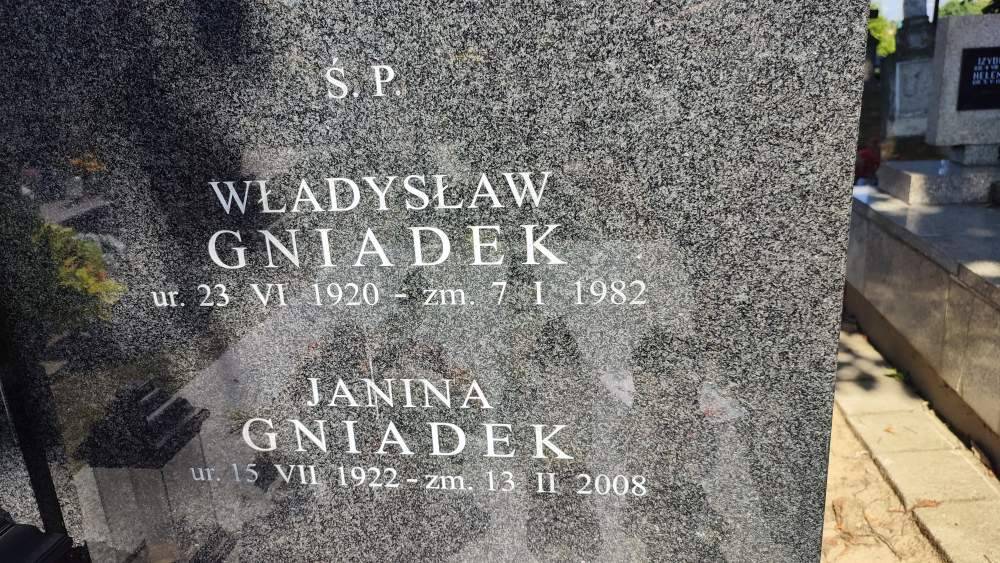 Ś. P.
WŁADYSŁAW
GNIADEK
ur. 23 VI 1920 - zm. 7 I 1982
JANINA
GNIADEK
ur. 15 VII 1922 - zm. 13 II 2008